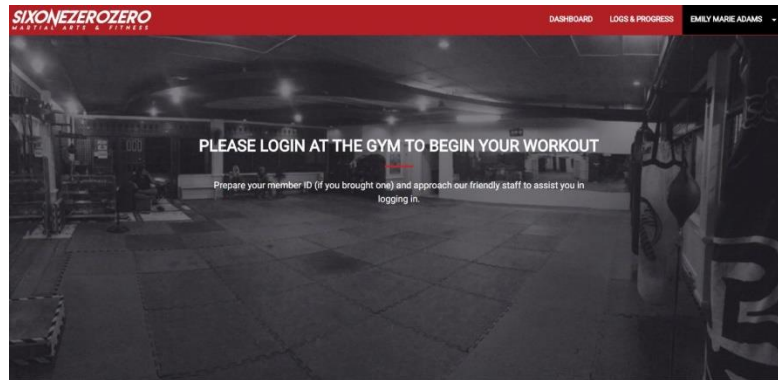 SIXONEZEROZERO
MARTIAL ARTS & FITNESS
DASHBOARD
LOGS & PROGRESS
EMILY MARIE ADAMS
PLEASE LOGIN AT THE GYM TO BEGIN YOUR WORKOUT
Prepare your member ID (if you brought one) and approach our friendly staff to assist you in
logging in.